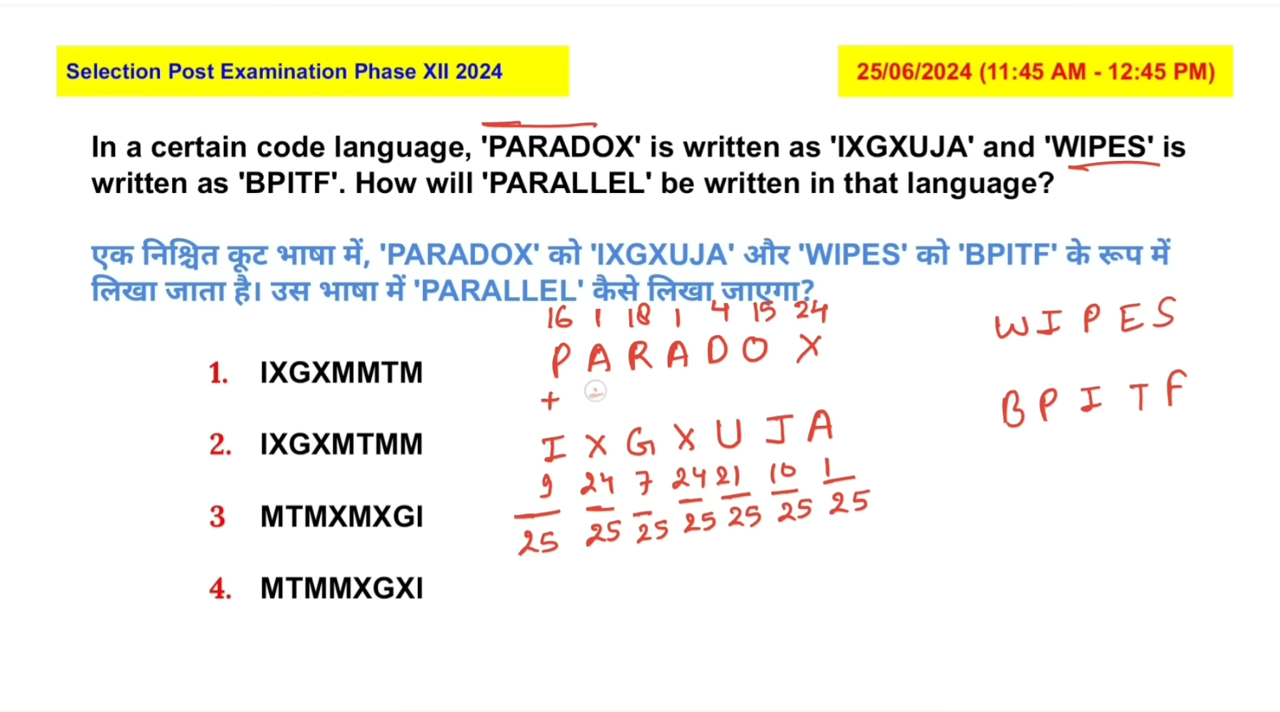 Selection Post Examination Phase XII 2024
25/06/2024 (11:45 AM - 12:45 PM)
In a certain code language, 'PARADOX' is written as 'IXGXUJA' and 'WIPES' is
written as 'BPITF'. How will 'PARALLEL' be written in that language?
एक निश्चित कूट भाषा में, 'PARADOX' को 'IXGXUJA' और 'WIPES' को 'BPITF' के रूप में
लिखा जाता है। उस भाषा में 'PARALLEL' कैसे लिखा जाएगा?
16 1 18 1 4 15 24
W I P E S
P A R A D O X
1. IXGXMMTM
+
B P I T F
I X G X U J A
2. IXGXMTMM
9 24 7 24 21 10 1
25 25 25 25 25 25 25
3 MTMXMXGI
4. MTMMXGXI